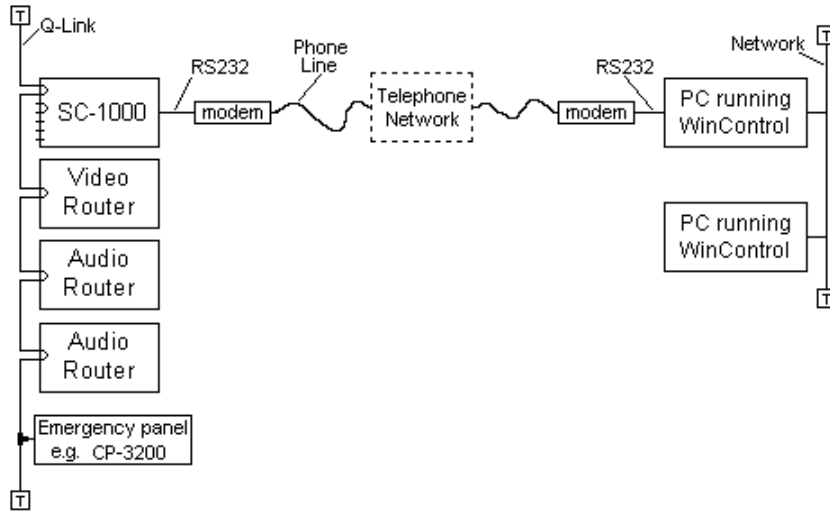 T
Q-Link
SC-1000
RS232
modem
Phone
Line
Telephone
Network
modem
RS232
PC running
WinControl
Network
T
Video
Router
Audio
Router
Audio
Router
Emergency panel
e.g. CP-3200
T
PC running
WinControl
T